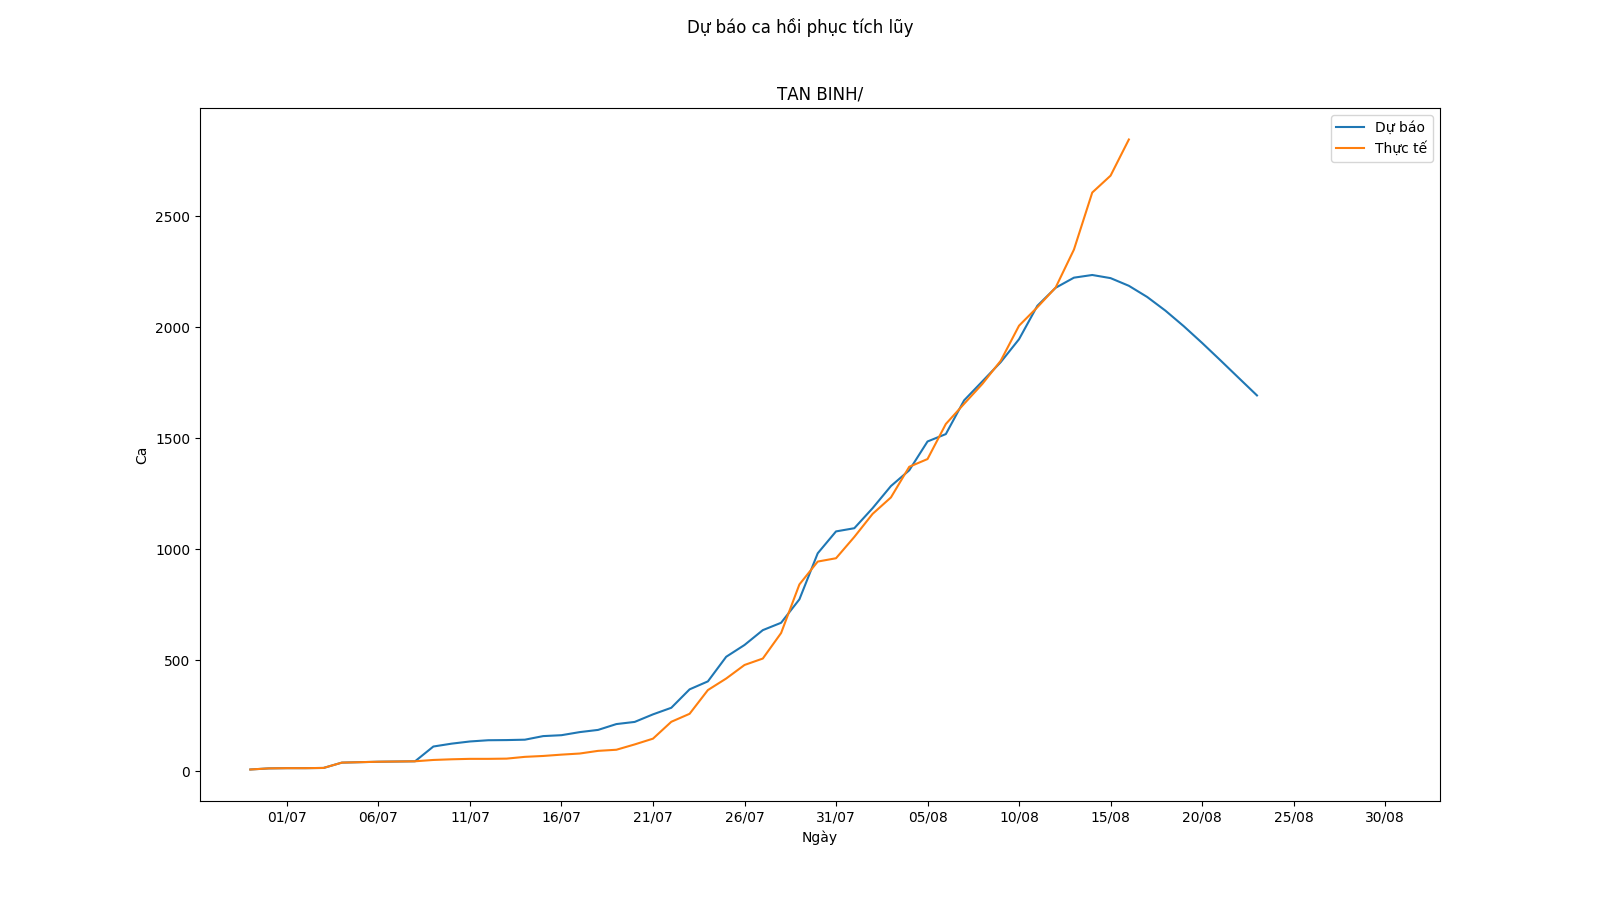 Dự báo ca hồi phục tích lũy
TAN BINH/
Dự báo
Thực tế
2500
2000
1500
1000
500
0
Ca
01/07 06/07 11/07 16/07 21/07 26/07 31/07 05/08 10/08 15/08 20/08 25/08 30/08
Ngày